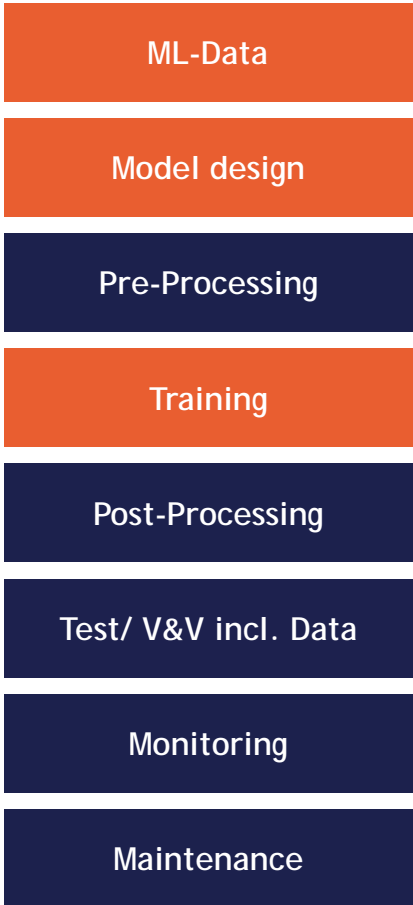 ML-Data
Model design
Pre-Processing
Training
Post-Processing
Test/ V&V incl. Data
Monitoring
Maintenance